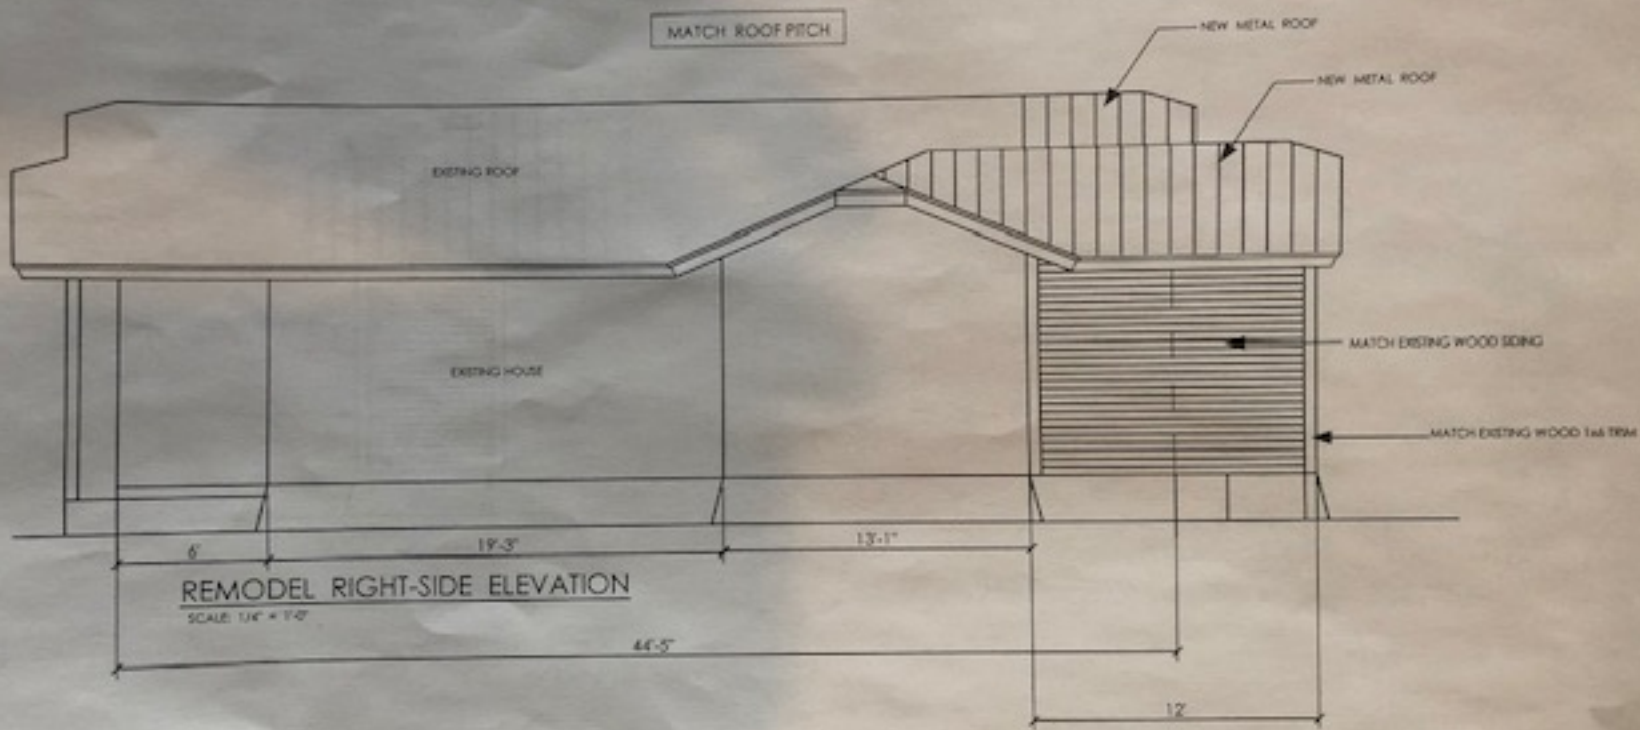 MATCH ROOF PITCH
NEW METAL ROOF
NEW METAL ROOF
EXISTING ROOF
EXISTING HOUSE
MATCH EXISTING WOOD SIDING
MATCH EXISTING WOOD 1x6 TRIM
6'
19'-3"
13'-1"
REMODEL RIGHT-SIDE ELEVATION
SCALE: 1/4" = 1'-0"
44'-5"
12'